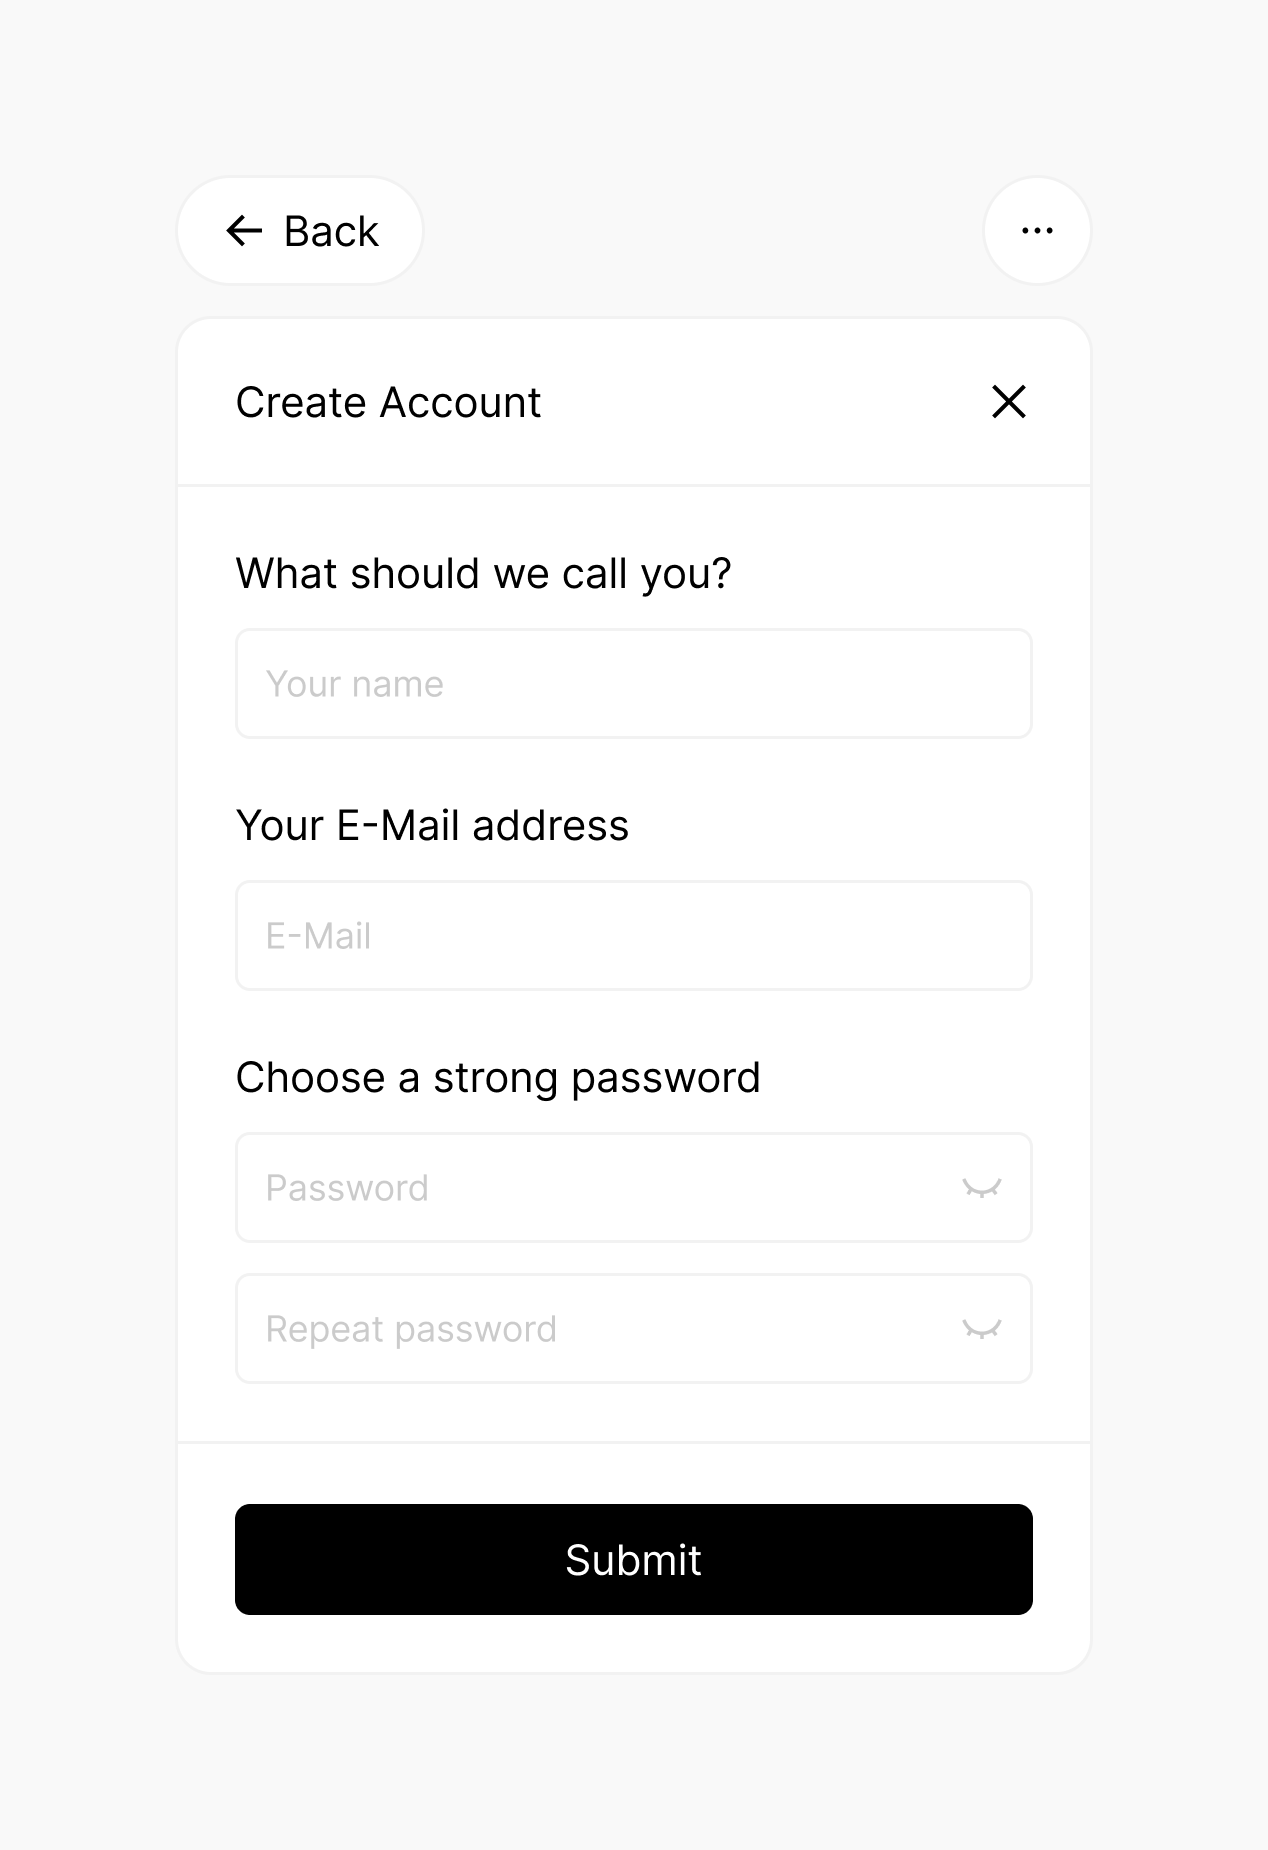 Back
Create Account
What should we call you?
Your name
Your E-Mail address
E-Mail
Choose a strong password
Password
Repeat password
Submit